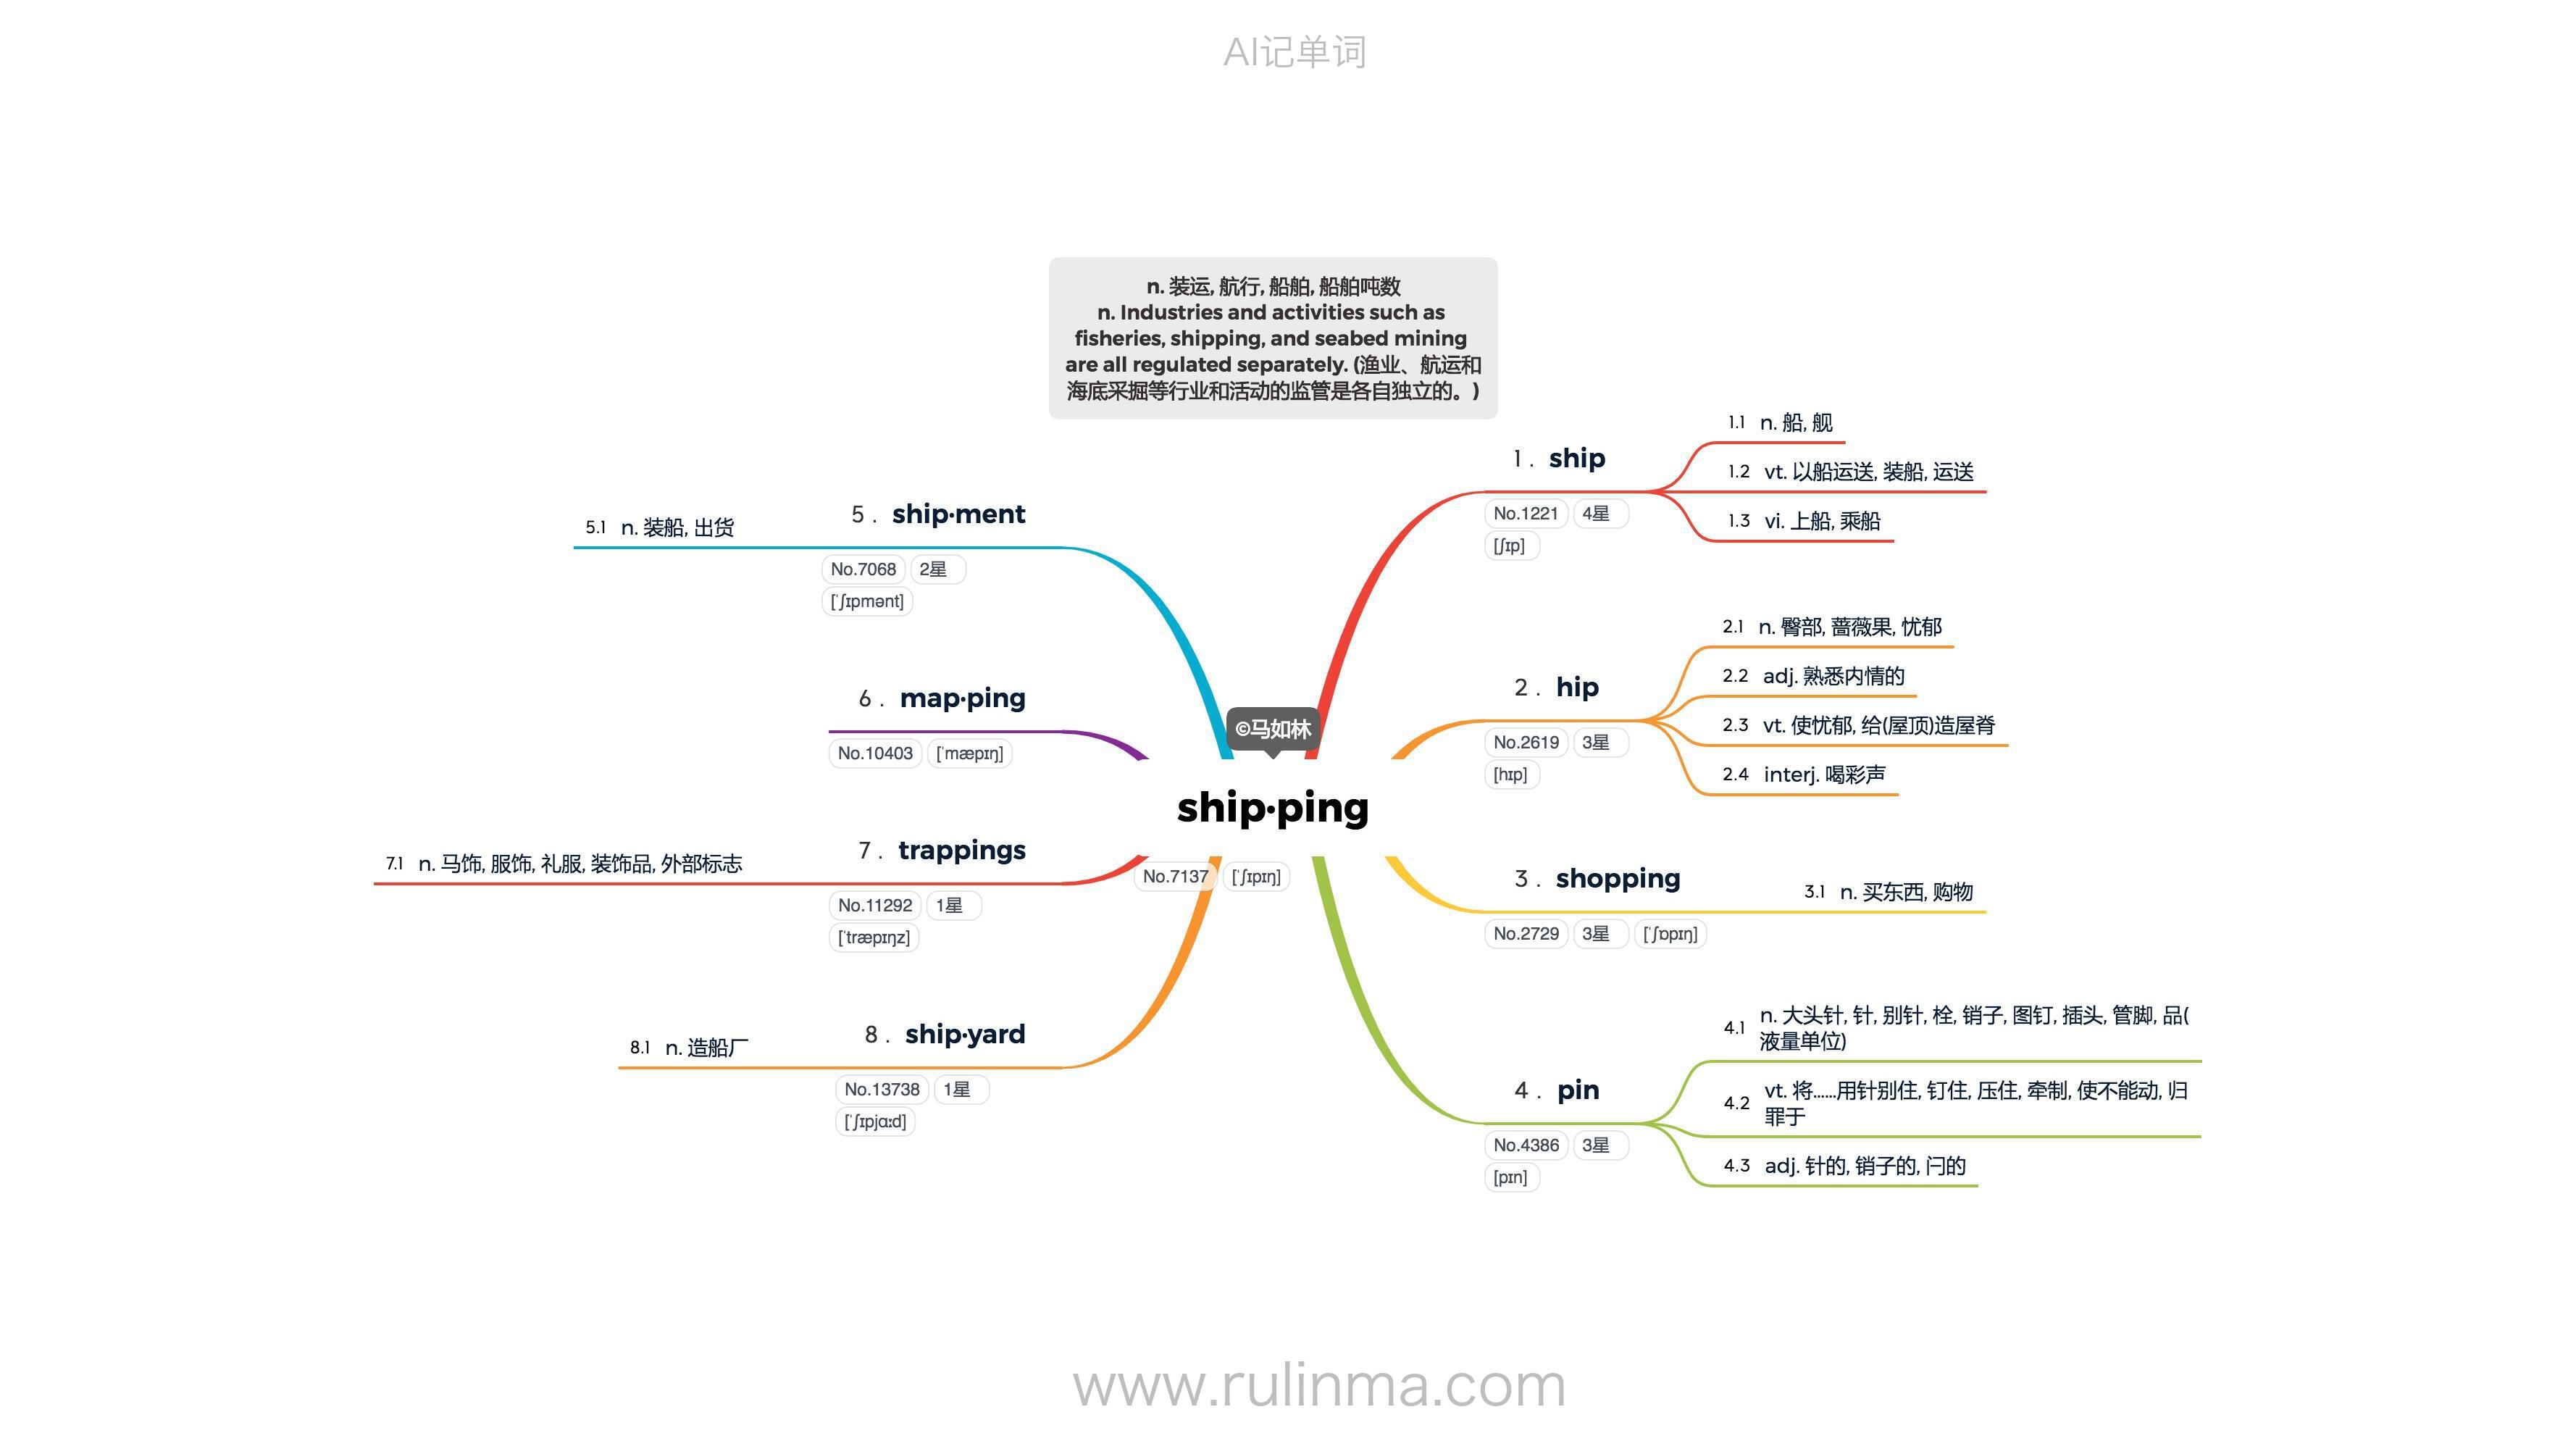 AI记单词
n. 装运, 航行, 船舶, 船舶吨数
n. Industries and activities such as
fisheries, shipping, and seabed mining
are all regulated separately. (渔业、航运和
海底采掘等行业和活动的监管是各自独立的。)
©马如林
ship·ping
No.7137 [ˈʃɪpɪŋ]
1. ship
No.1221 4星
[ʃɪp]
1.1 n. 船, 舰
1.2 vt. 以船运送, 装船, 运送
1.3 vi. 上船, 乘船
2. hip
No.2619 3星
[hɪp]
2.1 n. 臀部, 蔷薇果, 忧郁
2.2 adj. 熟悉内情的
2.3 vt. 使忧郁, 给(屋顶)造屋脊
2.4 interj. 喝彩声
3. shopping
No.2729 3星 [ˈʃɒpɪŋ]
3.1 n. 买东西, 购物
4. pin
No.4386 3星
[pɪn]
4.1 n. 大头针, 针, 别针, 栓, 销子, 图钉, 插头, 管脚, 品(
液量单位)
4.2 vt. 将……用针别住, 钉住, 压住, 牵制, 使不能动, 归
罪于
4.3 adj. 针的, 销子的, 闩的
5. ship·ment
No.7068 2星
[ˈʃɪpmənt]
5.1 n. 装船, 出货
6. map·ping
No.10403 [ˈmæpɪŋ]
7. trappings
No.11292 1星
[ˈtræpɪŋz]
7.1 n. 马饰, 服饰, 礼服, 装饰品, 外部标志
8. ship·yard
No.13738 1星
[ˈʃɪpjɑːd]
8.1 n. 造船厂
www.rulinma.com